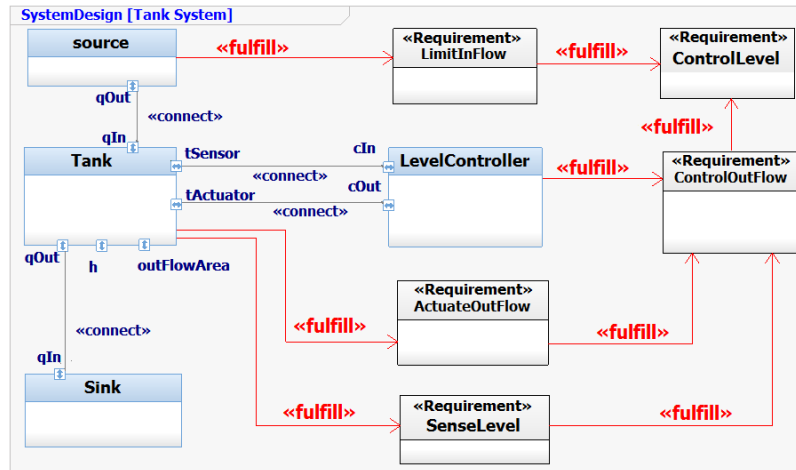 SystemDesign [Tank System]
source
«fulfill»
«Requirement»
LimitInFlow
«fulfill»
«Requirement»
ControlLevel
qOut
«connect»
qIn
«fulfill»
Tank
tSensor
cIn
«connect»
LevelController
tActuator
cOut
«connect»
«fulfill»
«Requirement»
ControlOutFlow
qOut
h
outFlowArea
«Requirement»
ActuateOutFlow
«fulfill»
«fulfill»
«connect»
qIn
Sink
«fulfill»
«Requirement»
SenseLevel
«fulfill»